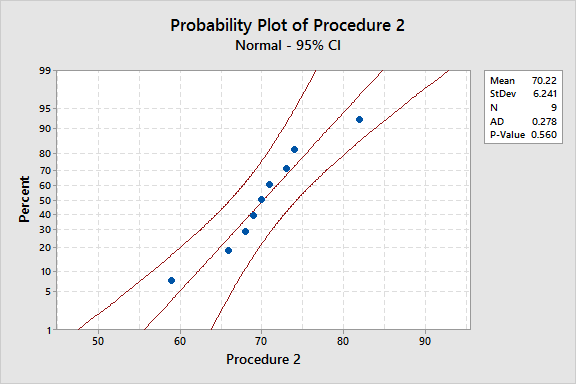 Probability Plot of Procedure 2
Normal - 95% CI
Mean 70.22
StDev 6.241
N 9
AD 0.278
P-Value 0.560
Percent
99
95
90
80
70
60
50
40
30
20
10
5
1
50 60 70 80 90
Procedure 2